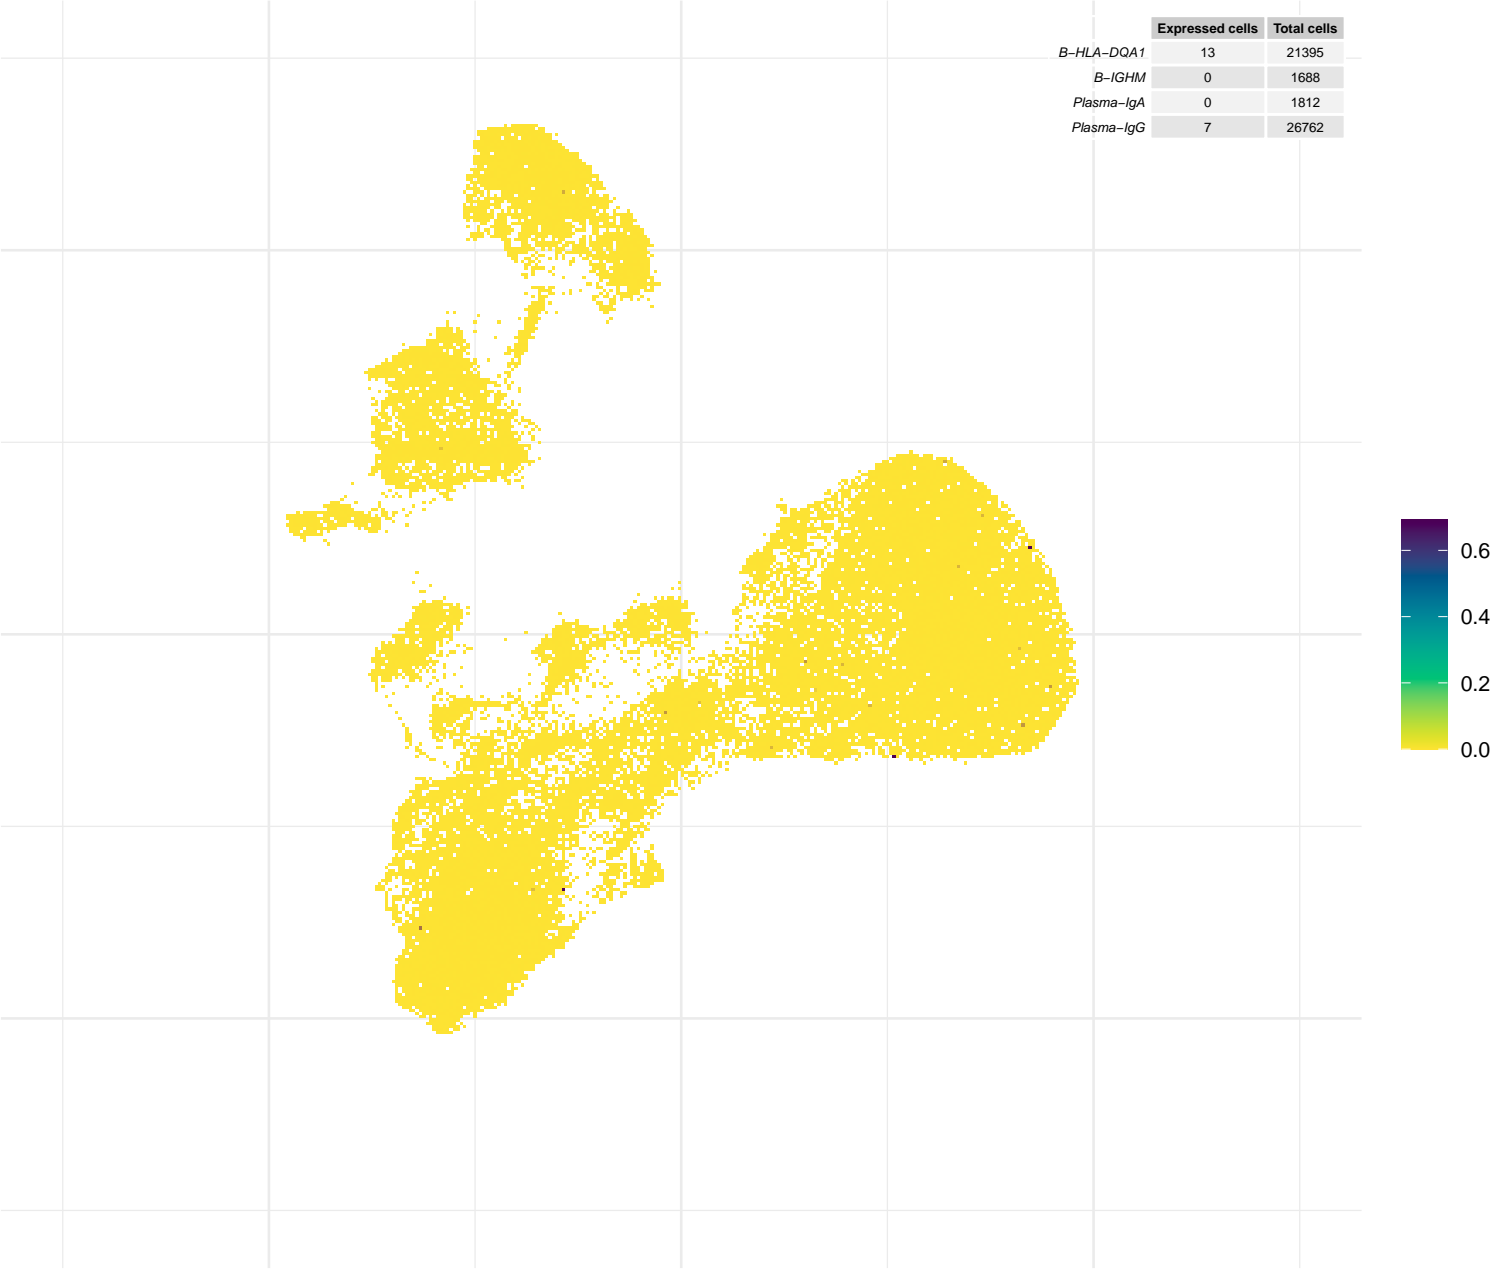 Expressed cells Total cells
B−HLA−DQA1 13 21395
B−IGHM 0 1688
Plasma−IgA 0 1812
Plasma−IgG 7 26762
0.6
0.4
0.2
0.0